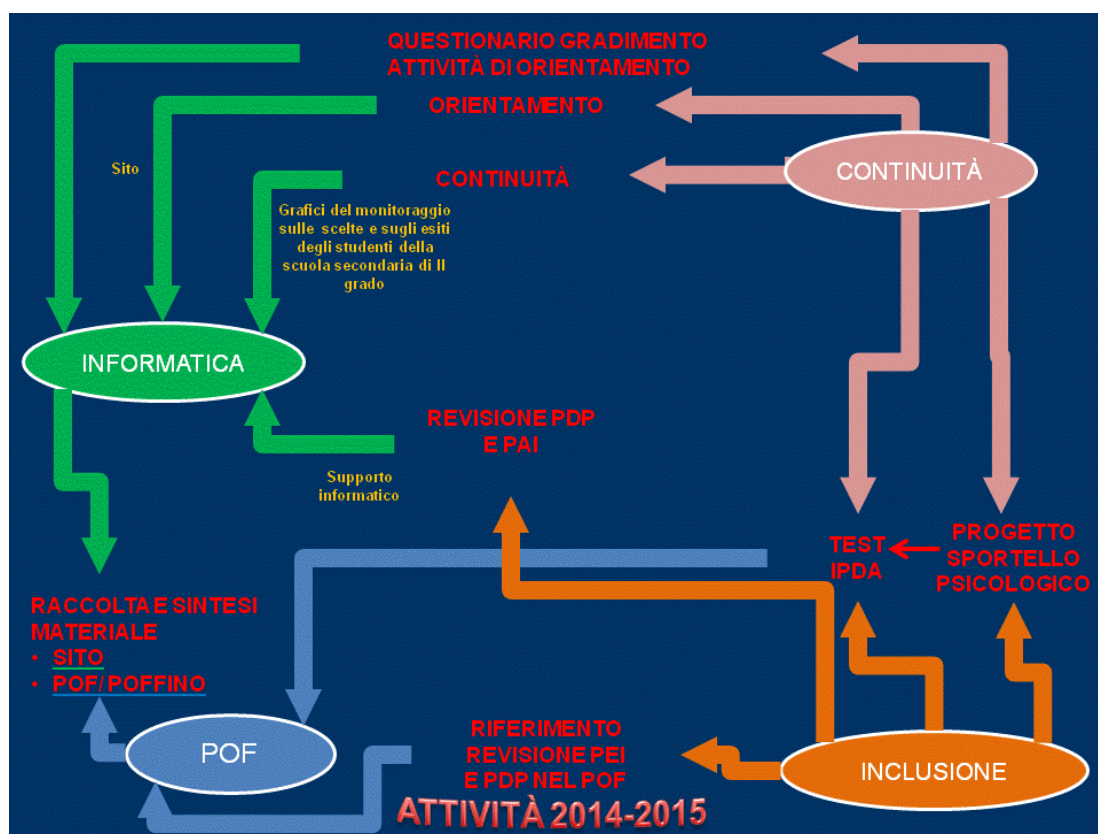 QUESTIONARIO GRADIMENTO
ATTIVITÀ DI ORIENTAMENTO
ORIENTAMENTO
Sito
CONTINUITÀ
CONTINUITÀ
Grafici del monitoraggio
sulle scelte e sugli esiti
degli studenti della
scuola secondaria di II
grado
INFORMATICA
REVISIONE PDP
E PAI
Supporto
informatico
TEST
IPDA
PROGETTO
SPORTELLO
PSICOLOGICO
RACCOLTA E SINTESI
MATERIALE
• SITO
• POF/ POFFINO
POF
RIFERIMENTO
REVISIONE PEI
E PDP NEL POF
INCLUSIONE
ATTIVITÀ 2014-2015